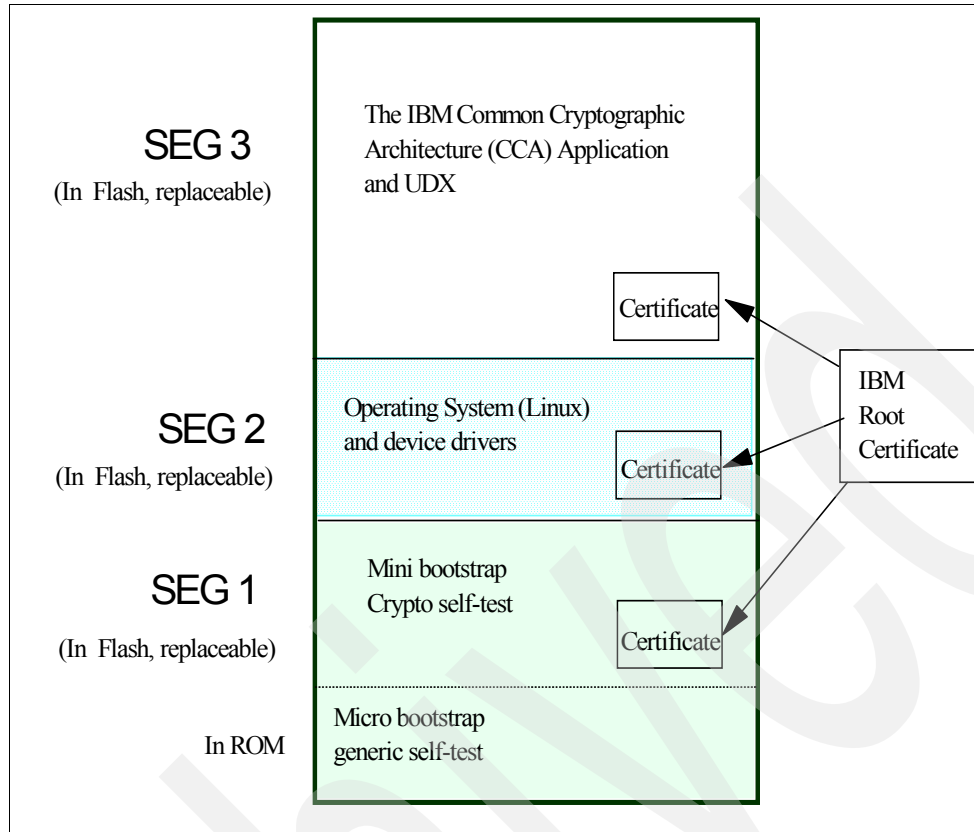 The IBM Common Cryptographic
Architecture (CCA) Application
and UDX
SEG 3
(In Flash, replaceable)
Certificate
IBM
Root
Certificate
Operating System (Linux)
and device drivers
SEG 2
(In Flash, replaceable)
Certificate
Mini bootstrap
Crypto self-test
SEG 1
(In Flash, replaceable)
Certificate
Micro bootstrap
generic self-test
In ROM